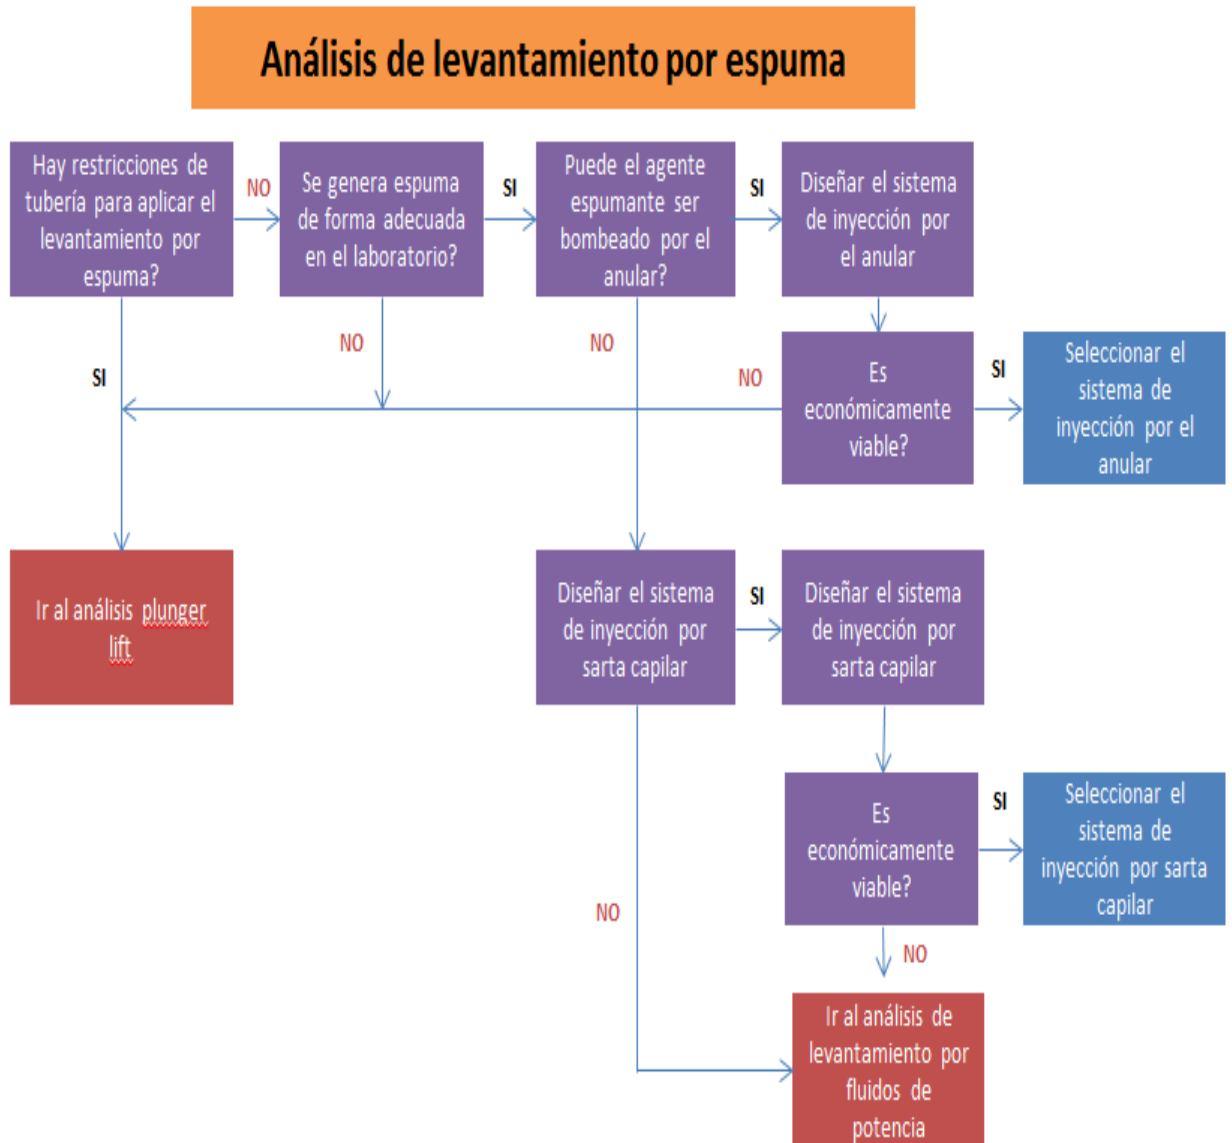 Análisis de levantamiento por espuma
Hay restricciones de
tubería para aplicar el
levantamiento por
espuma?
NO
Se genera espuma
de forma adecuada
en el laboratorio?
SI
Puede el agente
espumante ser
bombeado por el
anular?
SI
Diseñar el sistema
de inyección por
el anular
SI
NO
NO
NO
Es
económicamente
viable?
SI
Seleccionar el
sistema de
inyección por el
anular
Ir al análisis plunger
lift
Diseñar el sistema
de inyección por
sarta capilar
SI
Diseñar el sistema
de inyección por
sarta capilar
NO
Es
económicamente
viable?
SI
Seleccionar el
sistema de
inyección por sarta
capilar
NO
Ir al análisis de
levantamiento por
fluidos de
potencia